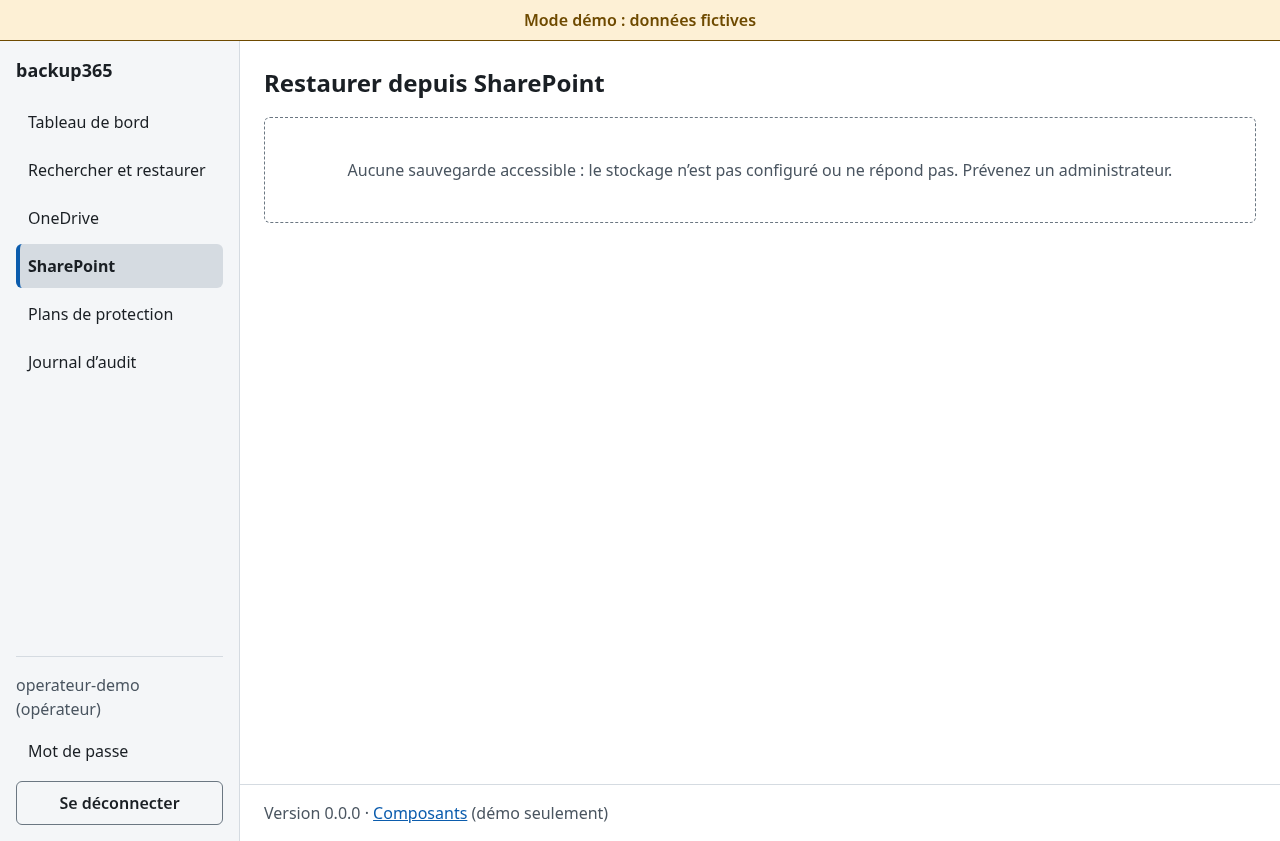 Mode démo : données fictives
backup365
Tableau de bord
Rechercher et restaurer
OneDrive
SharePoint
Plans de protection
Journal d’audit
operateur-demo
(opérateur)
Mot de passe
Se déconnecter
Restaurer depuis SharePoint
Aucune sauvegarde accessible : le stockage n’est pas configuré ou ne répond pas. Prévenez un administrateur.
Version 0.0.0 · Composants (démo seulement)